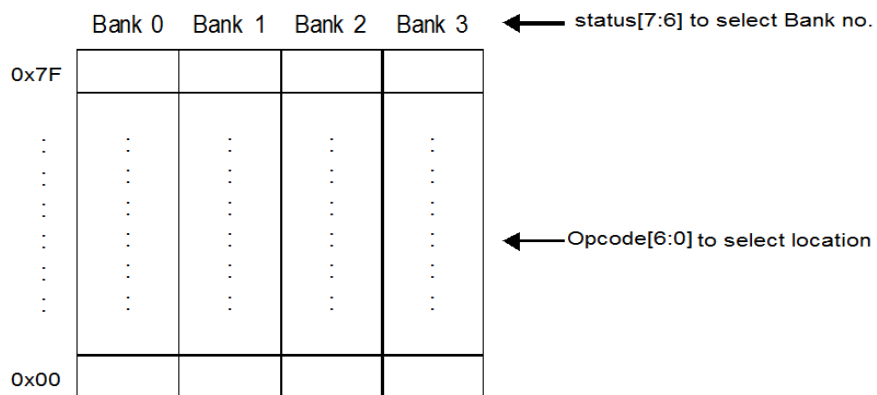 Bank 0 Bank 1 Bank 2 Bank 3 status[7:6] to select Bank no.
0x7F
Opcode[6:0] to select location
0x00